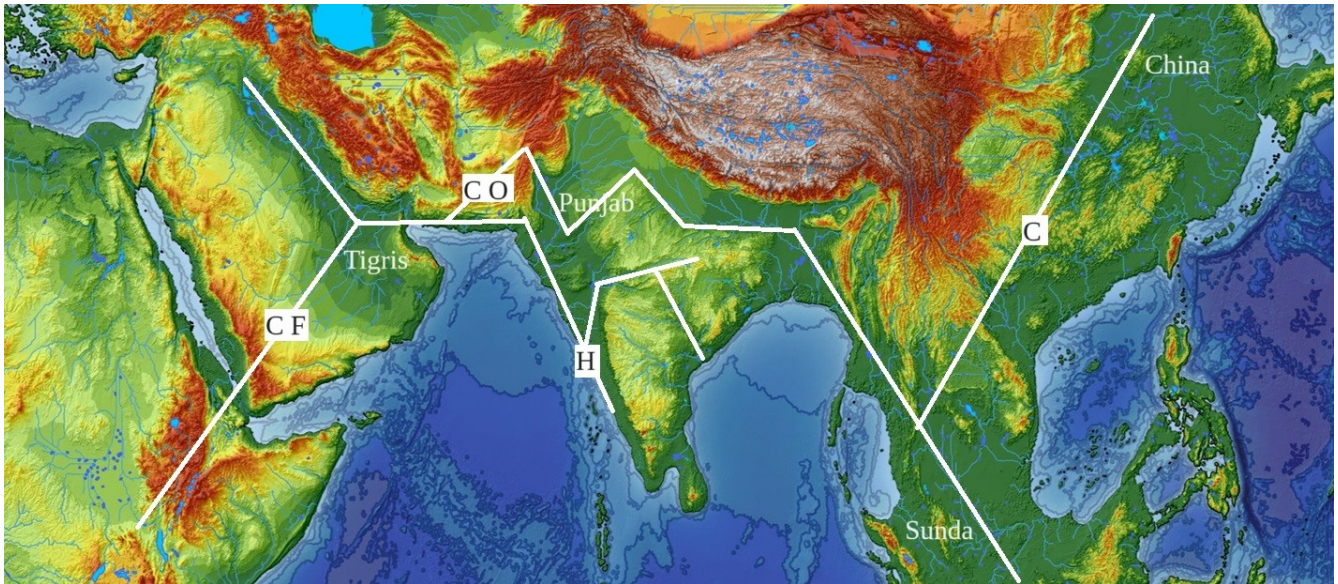 China
C O
Punjab
C
Tigris
C F
H
Sunda